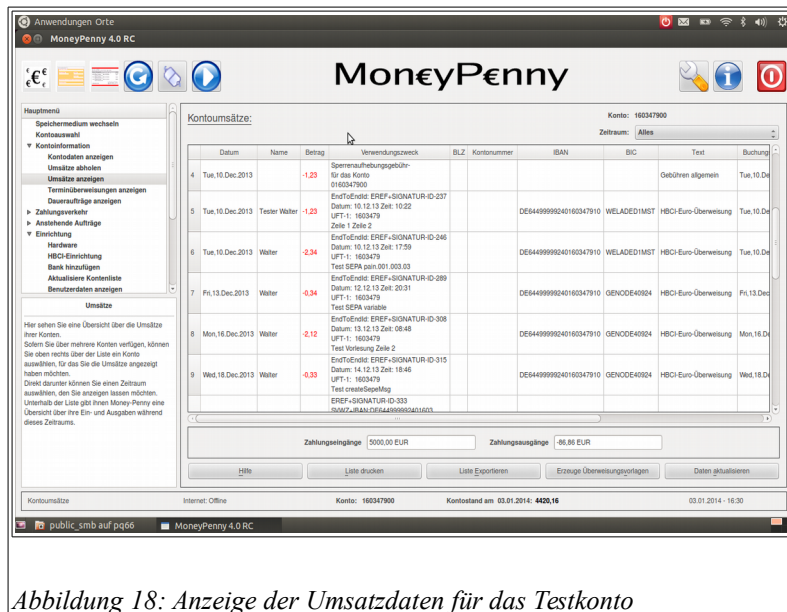 Anwendungen Orte
MoneyPenny 4.0 RC
Mon€yP€nny
Hauptmenü
Speichermedium wechseln
Kontoauswahl
Kontoinformation
Kontodaten anzeigen
Umsätze abholen
Umsätze anzeigen
Terminüberweisungen anzeigen
Daueraufträge anzeigen
Zahlungsverkehr
Anstehende Aufträge
Einrichtung
Hardware
HBCI-Einrichtung
Bank hinzufügen
Aktualisiere Kontenliste
Benutzerdaten anzeigen
Umsätze
Hier sehen Sie eine Übersicht über die Umsätze
ihrer Konten.
Sofern Sie über mehrere Konten verfügen, können
Sie oben rechts über der Liste ein Konto
auswählen, für das Sie die Umsätze angezeigt
haben möchten.
Direkt darunter können Sie einen Zeitraum
auswählen, den Sie anzeigen lassen möchten.
Unterhalb der Liste gibt ihnen Money-Penny eine
Übersicht über ihre Ein- und Ausgaben während
dieses Zeitraums.
Kontoumsätze:
Konto: 160347900
Zeitraum: Alles
Datum Name Betrag Verwendungszweck BLZ Kontonummer IBAN BIC Text Buchung
4 Tue,10.Dec.2013 -1,23 Sperrenaufhebungsgebühr-
für das Konto
0160347900 Gebühren allgemein Tue,10.De
5 Tue,10.Dec.2013 Tester Walter -1,23 EndToEndId: EREF+SIGNATUR-ID-237
Datum: 10.12.13 Zeit: 10:22
UFT-1: 1603479
Zeile 1 Zeile 2 DE64499999240160347910 WELADED1MST HBCI-Euro-Überweisung Tue,10.De
6 Tue,10.Dec.2013 Walter -2,34 EndToEndId: EREF+SIGNATUR-ID-246
Datum: 10.12.13 Zeit: 17:59
UFT-1: 1603479
Test SEPA pain.001.003.03 DE64499999240160347910 WELADED1MST HBCI-Euro-Überweisung Tue,10.De
7 Fri,13.Dec.2013 Walter -0,34 EndToEndId: EREF+SIGNATUR-ID-289
Datum: 12.12.13 Zeit: 20:31
UFT-1: 1603479
Test SEPA variable DE64499999240160347910 GENODE40924 HBCI-Euro-Überweisung Fri,13.Dec
8 Mon,16.Dec.2013 Walter -2,12 EndToEndId: EREF+SIGNATUR-ID-308
Datum: 13.12.13 Zeit: 08:48
UFT-1: 1603479
Test Vorlesung Zeile 2 DE64499999240160347910 GENODE40924 HBCI-Euro-Überweisung Mon,16.De
9 Wed,18.Dec.2013 Walter -0,33 EndToEndId: EREF+SIGNATUR-ID-315
Datum: 14.12.13 Zeit: 18:46
UFT-1: 1603479
Test createSepeMsg DE64499999240160347910 GENODE40924 HBCI-Euro-Überweisung Wed,18.De
EREF+SIGNATUR-ID-333
Zahlungseingänge 5000,00 EUR Zahlungsausgänge -86,86 EUR
Hilfe Liste drucken Liste Exportieren Erzeuge Überweisungsvorlagen Daten aktualisieren
Kontoumsätze Internet: Offline Konto: 160347900 Kontostand am 03.01.2014: 4420,16 03.01.2014 - 16:30
public_smb auf pq66 MoneyPenny 4.0 RC
Abbildung 18: Anzeige der Umsatzdaten für das Testkonto